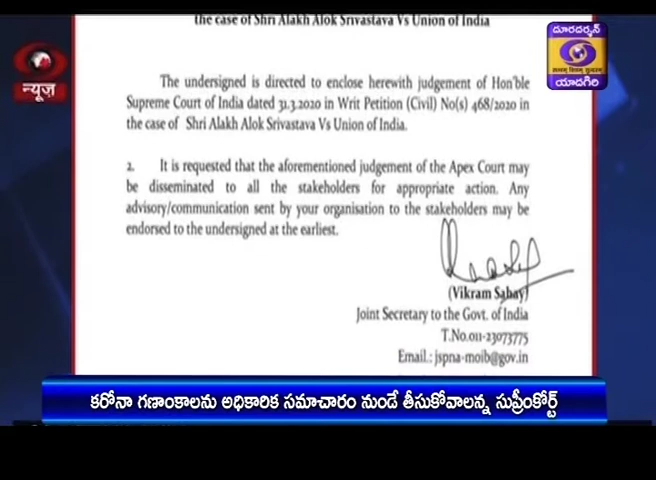 the case of Shri Alakh Alok Srivastava Vs Union of India
దూరదర్శన్
యాదగిరి
న్యూజ్
The undersigned is directed to enclose herewith judgement of Hon'ble
Supreme Court of India dated 31.3.2020 in Writ Petition (Civil) No(s) 468/2020 in
the case of Shri Alakh Alok Srivastava Vs Union of India.
2. It is requested that the aforementioned judgement of the Apex Court may
be disseminated to all the stakeholders for appropriate action. Any
advisory/communication sent by your organisation to the stakeholders may be
endorsed to the undersigned at the earliest.
(Vikram Sahay)
Joint Secretary to the Govt. of India
T.No.011-23073775
Email.: jspna-moib@gov.in
కరోనా గణాంకాలను అధికారిక సమాచారం నుండే తీసుకోవాలన్న సుప్రీంకోర్ట్